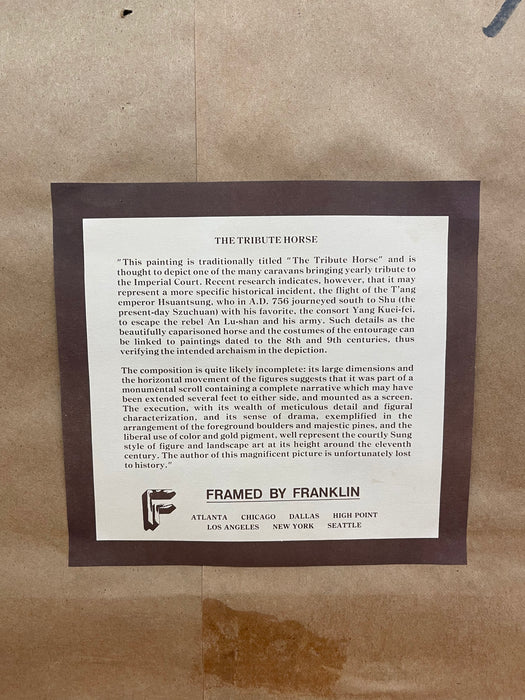 THE TRIBUTE HORSE
"This painting is traditionally titled "The Tribute Horse" and is
thought to depict one of the many caravans bringing yearly tribute to
the Imperial Court. Recent research indicates, however, that it may
represent a more specific historical incident, the flight of the T'ang
emperor Hsuantsung, who in A.D. 756 journeyed south to Shu (the
present-day Szuchuan) with his favorite, the consort Yang Kuei-fei,
to escape the rebel An Lu-shan and his army. Such details as the
beautifully caparisoned horse and the costumes of the entourage can
be linked to paintings dated to the 8th and 9th centuries, thus
verifying the intended archaism in the depiction.
The composition is quite likely incomplete: its large dimensions and
the horizontal movement of the figures suggests that it was part of a
monumental scroll containing a complete narrative which may have
been extended several feet to either side, and mounted as a screen.
The execution, with its wealth of meticulous detail and figural
characterization, and its sense of drama, exemplified in the
arrangement of the foreground boulders and majestic pines, and the
liberal use of color and gold pigment, well represent the courtly Sung
style of figure and landscape art at its height around the eleventh
century. The author of this magnificent picture is unfortunately lost
to history."
F
FRAMED BY FRANKLIN
ATLANTA CHICAGO DALLAS HIGH POINT
LOS ANGELES NEW YORK SEATTLE